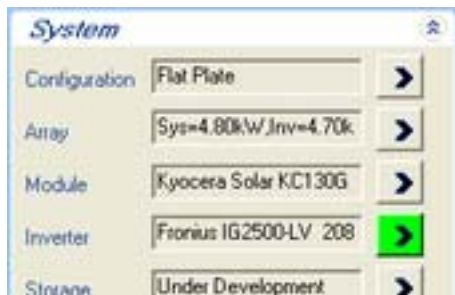 System
Configuration Flat Plate
Array Sys=4.80kW,Inv=4.70k
Module Kyocera Solar KC130G
Inverter Fronius IG2500-LV 208
Storage Under Development